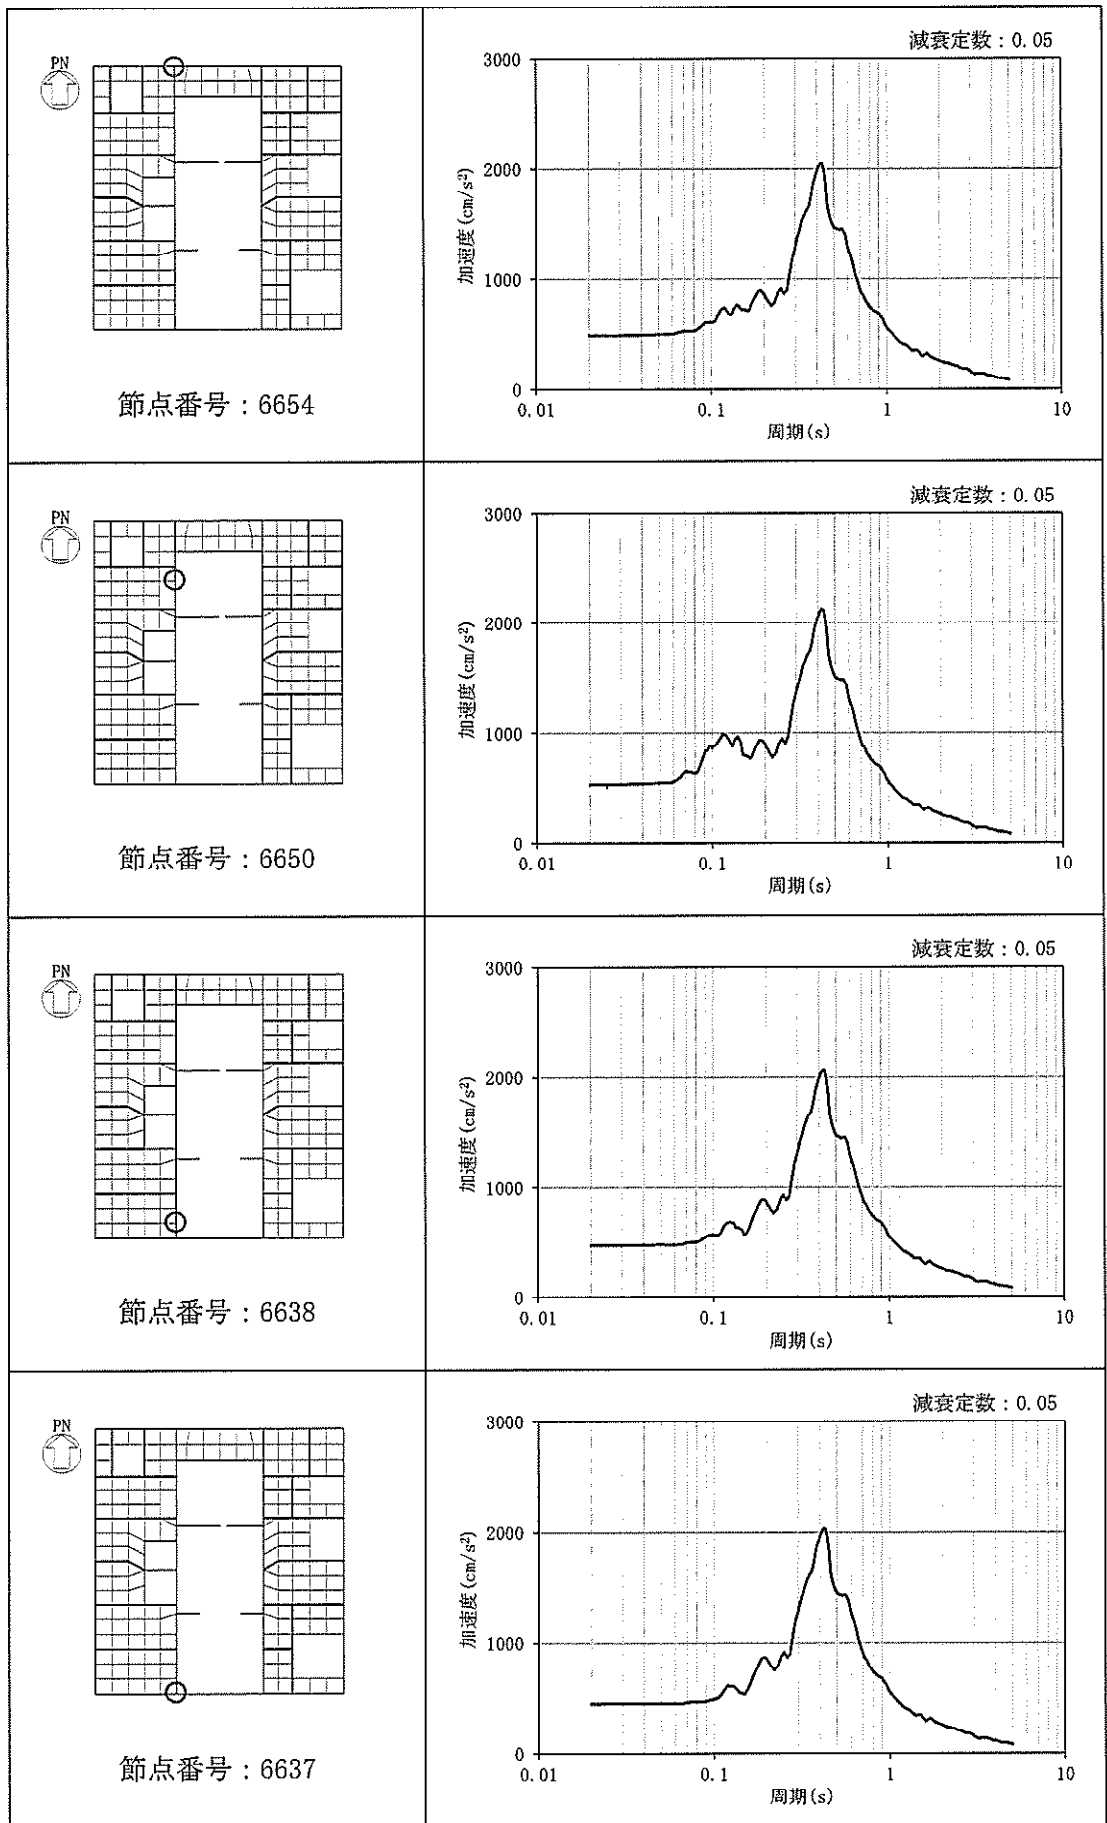 減衰定数：0.05
PN
3000
2000
1000
0
加速度(cm/s²)
0.01
0.1
1
10
周期(s)
節点番号：6654
減衰定数：0.05
PN
3000
2000
1000
0
加速度(cm/s²)
0.01
0.1
1
10
周期(s)
節点番号：6650
減衰定数：0.05
PN
3000
2000
1000
0
加速度(cm/s²)
0.01
0.1
1
10
周期(s)
節点番号：6638
減衰定数：0.05
PN
3000
2000
1000
0
加速度(cm/s²)
0.01
0.1
1
10
周期(s)
節点番号：6637